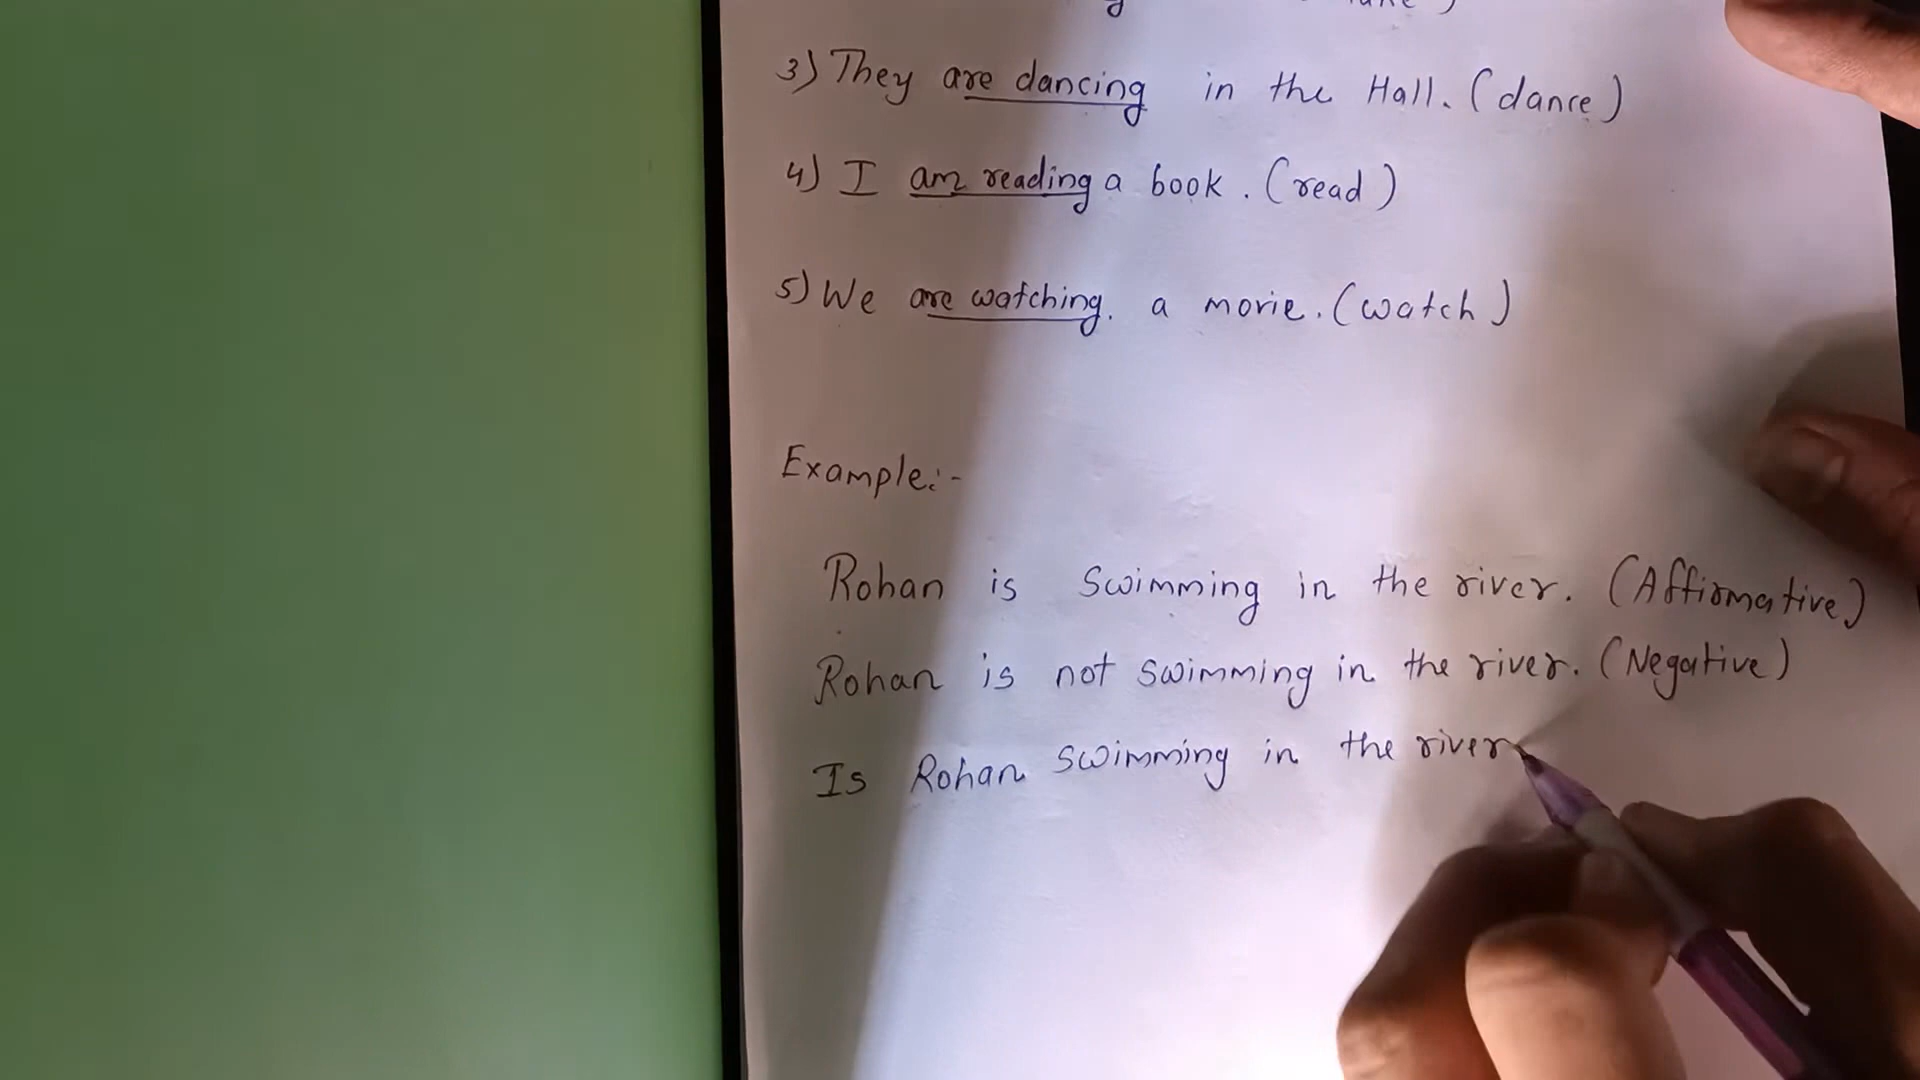 3) They are dancing in the Hall. (dance)
4) I am reading a book. (read)
5) We are watching. a movie. (watch)
Example:-
Rohan is Swimming in the river. (Affirmative)
Rohan is not swimming in the river. (Negative)
Is Rohan swimming in the river